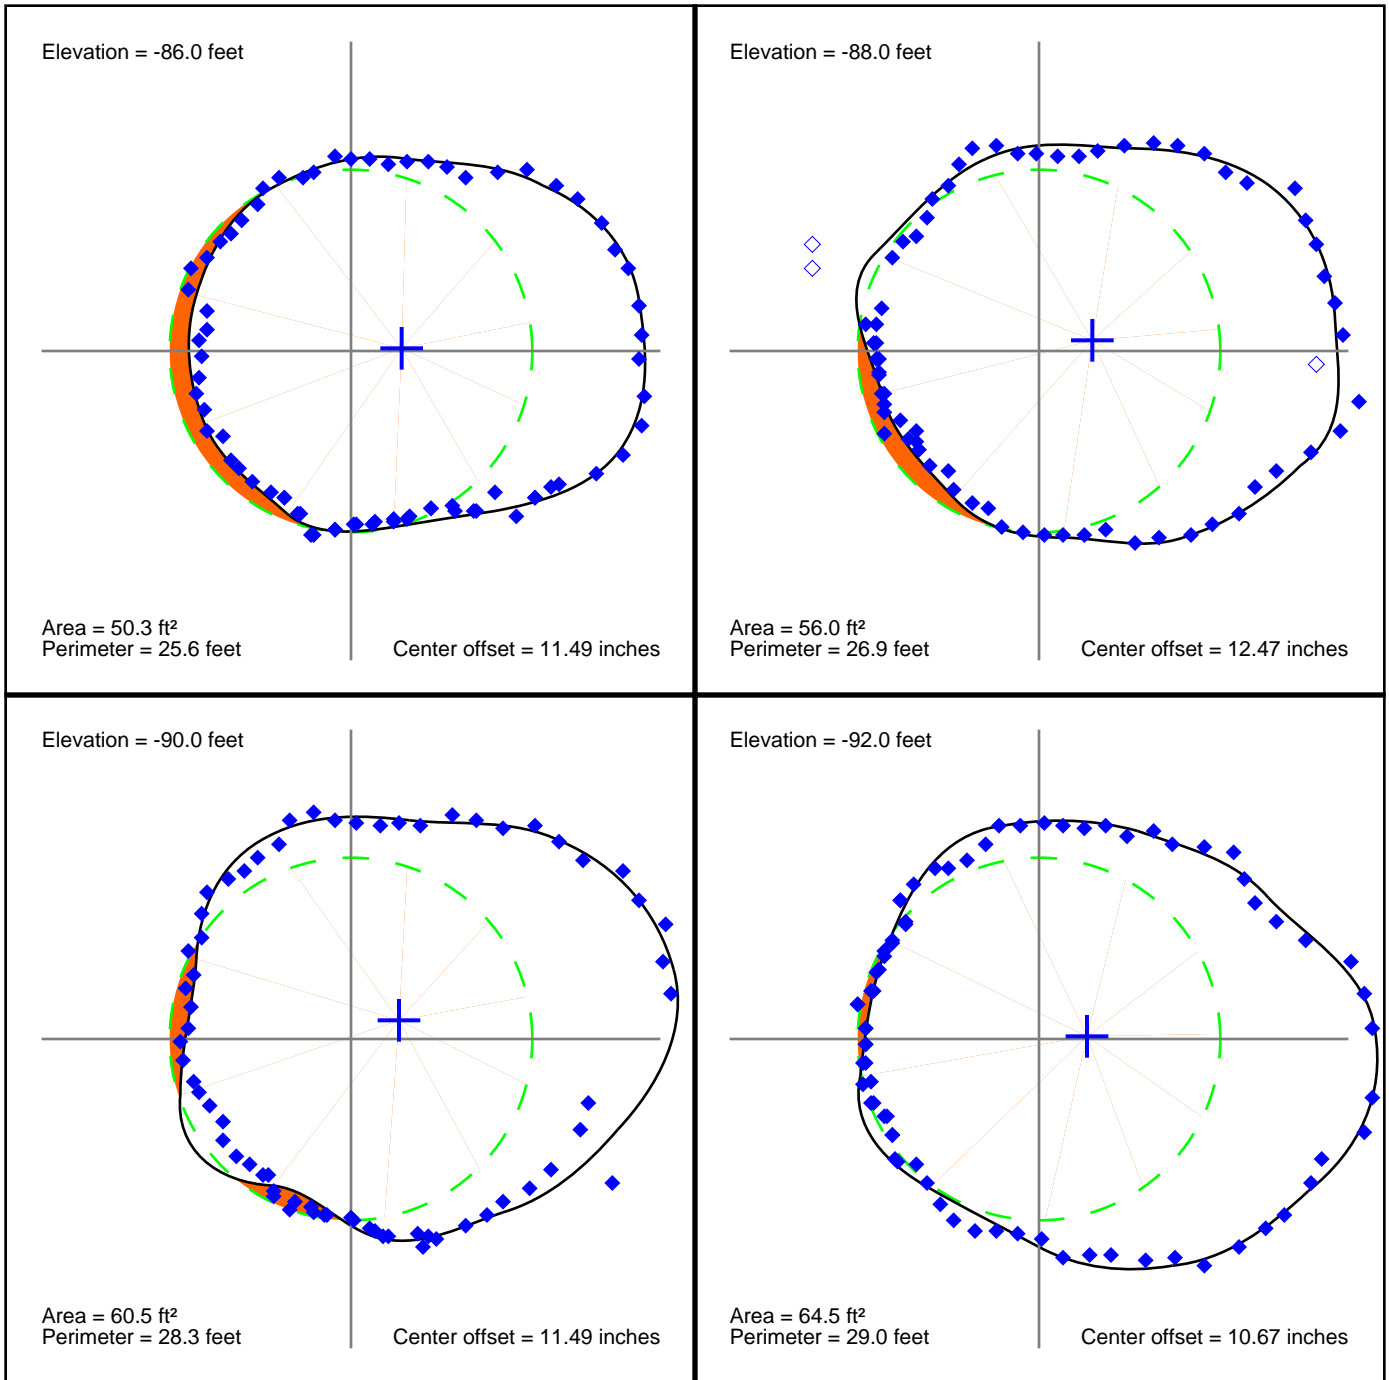 Elevation = -86.0 feet
Area = 50.3 ft²
Perimeter = 25.6 feet
Center offset = 11.49 inches
Elevation = -88.0 feet
Area = 56.0 ft²
Perimeter = 26.9 feet
Center offset = 12.47 inches
Elevation = -90.0 feet
Area = 60.5 ft²
Perimeter = 28.3 feet
Center offset = 11.49 inches
Elevation = -92.0 feet
Area = 64.5 ft²
Perimeter = 29.0 feet
Center offset = 10.67 inches